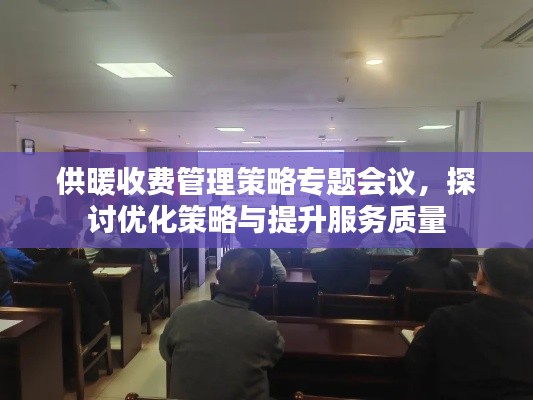 供暖收费管理策略专题会议，探
讨优化策略与提升服务质量